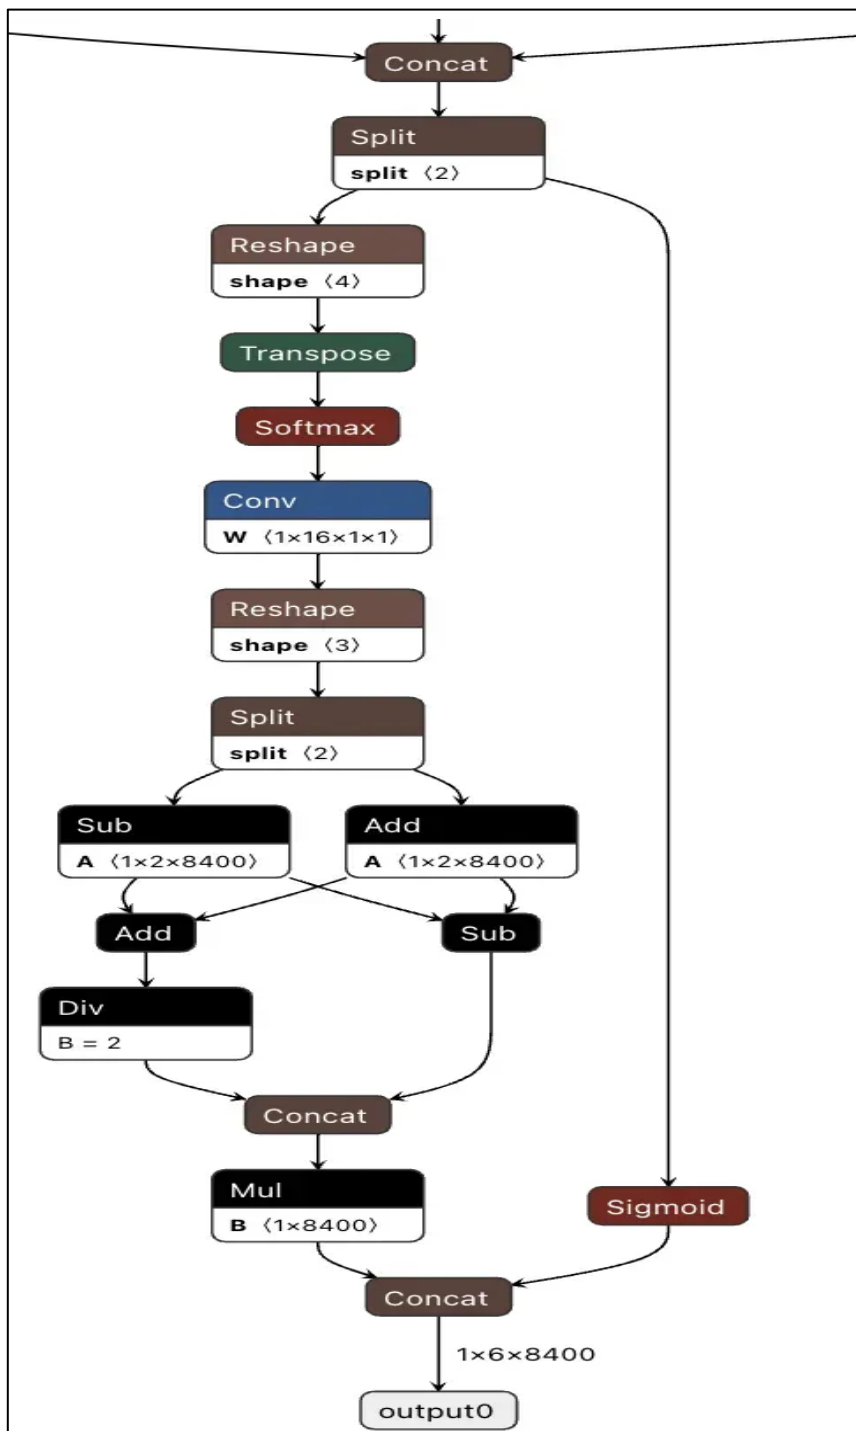 Concat
Split
split ⟨2⟩
Reshape
shape ⟨4⟩
Transpose
Softmax
Conv
W ⟨1×16×1×1⟩
Reshape
shape ⟨3⟩
Split
split ⟨2⟩
Sub
A ⟨1×2×8400⟩
Add
A ⟨1×2×8400⟩
Add
Sub
Div
B = 2
Concat
Mul
B ⟨1×8400⟩
Sigmoid
Concat
1×6×8400
output0